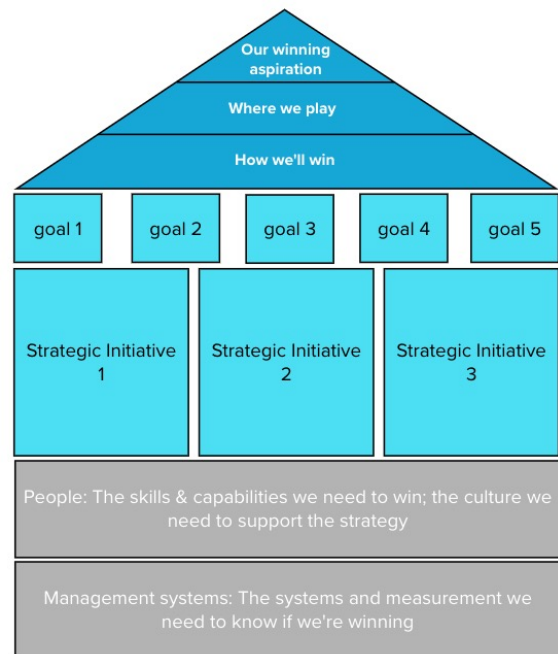 Our winning
aspiration
Where we play
How we'll win
goal 1
goal 2
goal 3
goal 4
goal 5
Strategic Initiative
1
Strategic Initiative
2
Strategic Initiative
3
People: The skills & capabilities we need to win; the culture we
need to support the strategy
Management systems: The systems and measurement we
need to know if we're winning